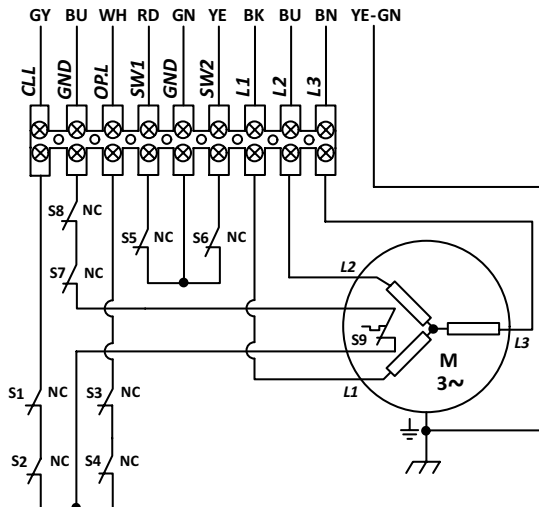 GY BU WH RD GN YE BK BU BN YE-GN
CL.L GND OP.L SW1 GND SW2 L1 L2 L3
S8 NC
S5 NC
S6 NC
S7 NC
L2
S9
L3
M
3~
L1
S1 NC
S3 NC
S2 NC
S4 NC